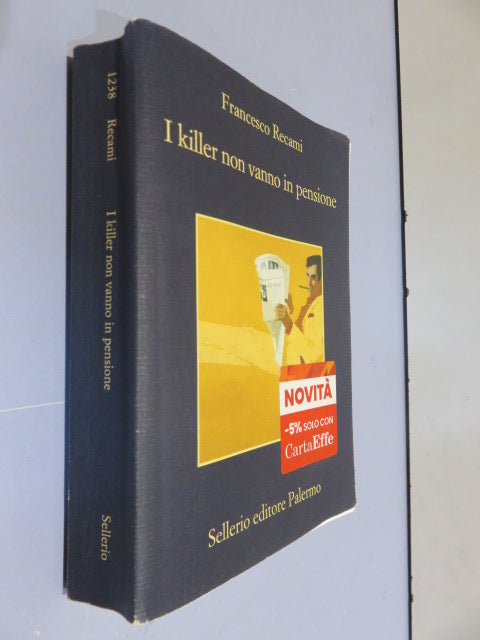 Francesco Recami
I killer non vanno in pensione
NOVITÀ
-5% SOLO CON
CartaEffe
Sellerio editore Palermo
1238 Recami I killer non vanno in pensione Sellerio